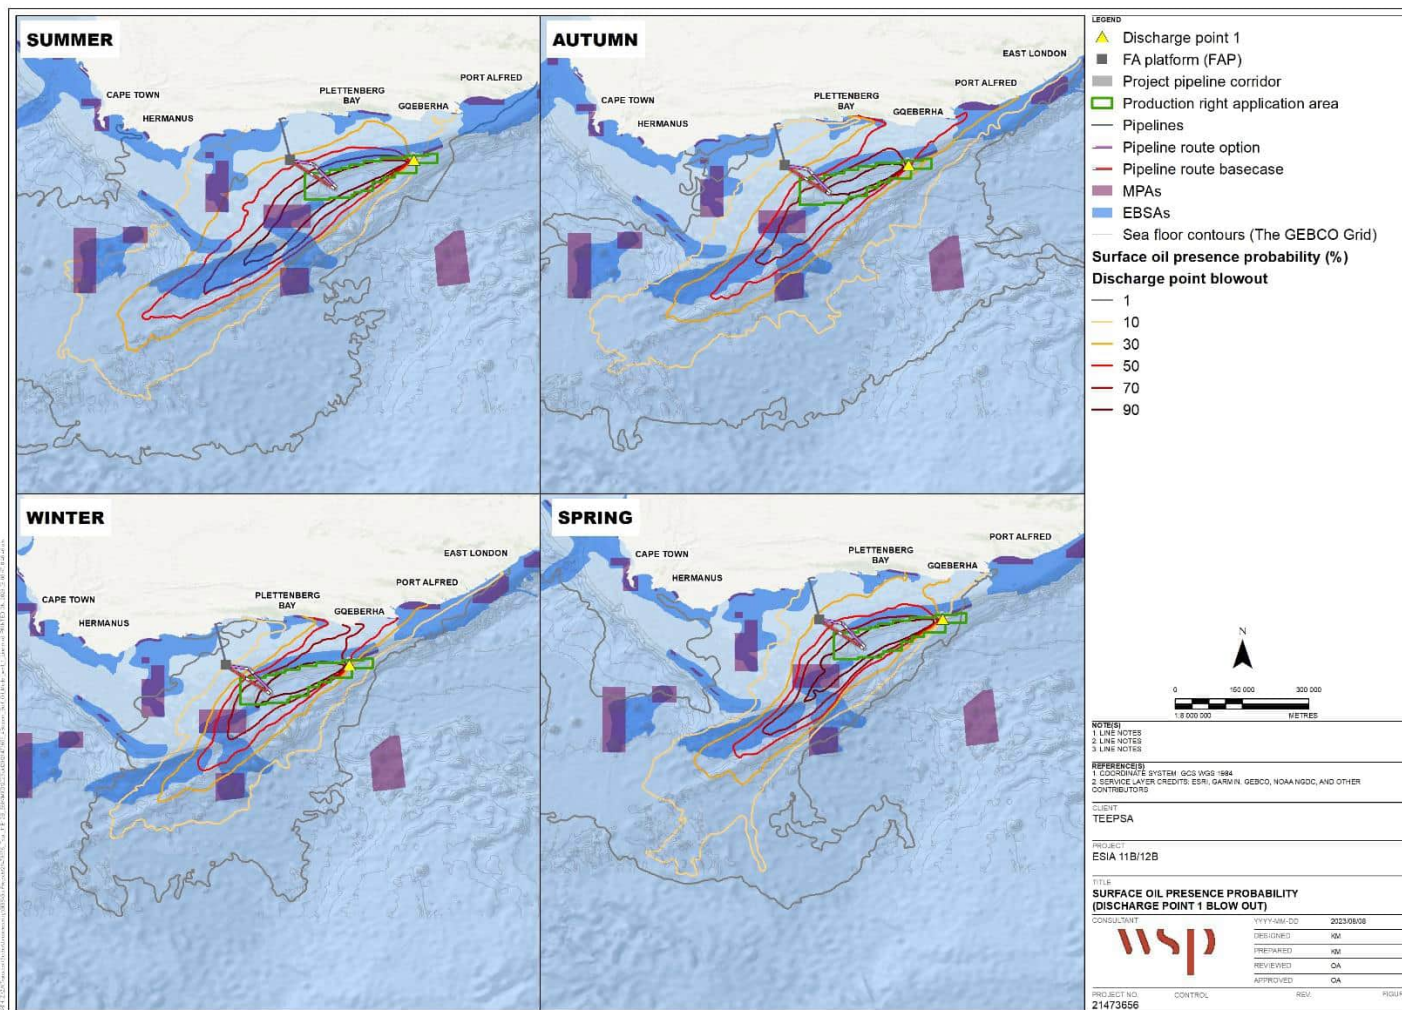 SUMMER
CAPE TOWN
HERMANUS
PLETTENBERG
BAY
GQEBERHA
PORT ALFRED
AUTUMN
CAPE TOWN
HERMANUS
PLETTENBERG
BAY
GQEBERHA
PORT ALFRED
EAST LONDON
WINTER
CAPE TOWN
HERMANUS
PLETTENBERG
BAY
GQEBERHA
PORT ALFRED
EAST LONDON
SPRING
CAPE TOWN
HERMANUS
PLETTENBERG
BAY
GQEBERHA
PORT ALFRED
LEGEND
Discharge point 1
FA platform (FAP)
Project pipeline corridor
Production right application area
Pipelines
Pipeline route option
Pipeline route basecase
MPAs
EBSAs
Sea floor contours (The GEBCO Grid)
Surface oil presence probability (%)
Discharge point blowout
1
10
30
50
70
90
N
0 150 000 300 000
1:8 000 000 METRES
NOTE(S)
1. LINE NOTES
2. LINE NOTES
3. LINE NOTES
REFERENCE(S)
1. COORDINATE SYSTEM: GCS WGS 1984
2. SERVICE LAYER CREDITS: ESRI, GARMIN, GEBCO, NOAA NGDC, AND OTHER
CONTRIBUTORS
CLIENT
TEEPSA
PROJECT
ESIA 11B/12B
TITLE
SURFACE OIL PRESENCE PROBABILITY
(DISCHARGE POINT 1 BLOW OUT)
CONSULTANT
wsp
YYYY-MM-DD 2023/08/08
DESIGNED KM
PREPARED KM
REVIEWED OA
APPROVED OA
PROJECT NO. CONTROL REV. FIGUR
21473656